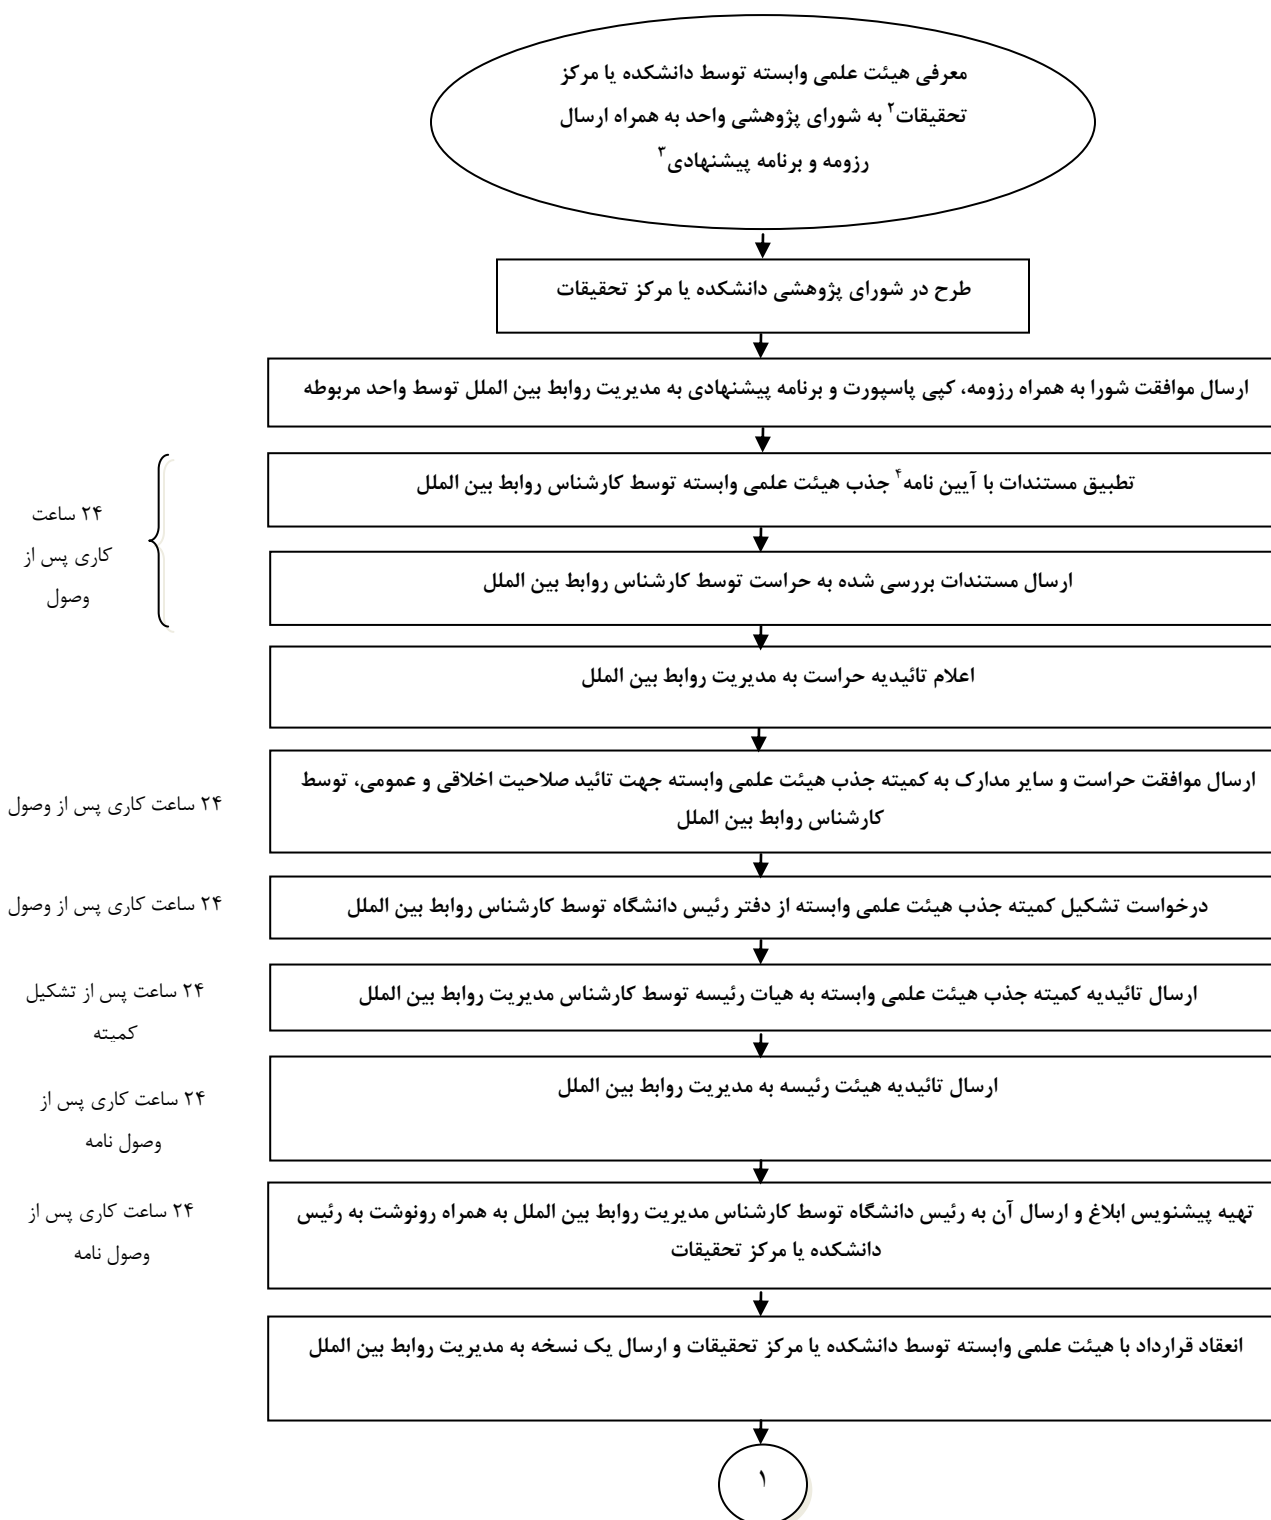 معرفی هیئت علمی وابسته توسط دانشکده یا مرکز
تحقیقات۲ به شورای پژوهشی واحد به همراه ارسال
رزومه و برنامه پیشنهادی۳
طرح در شورای پژوهشی دانشکده یا مرکز تحقیقات
ارسال موافقت شورا به همراه رزومه، کپی پاسپورت و برنامه پیشنهادی به مدیریت روابط بین الملل توسط واحد مربوطه
تطبیق مستندات با آیین نامه۴ جذب هیئت علمی وابسته توسط کارشناس روابط بین الملل
۲۴ ساعت
کاری پس از
وصول
ارسال مستندات بررسی شده به حراست توسط کارشناس روابط بین الملل
اعلام تائیدیه حراست به مدیریت روابط بین الملل
ارسال موافقت حراست و سایر مدارک به کمیته جذب هیئت علمی وابسته جهت تائید صلاحیت اخلاقی و عمومی، توسط
کارشناس روابط بین الملل
۲۴ ساعت کاری پس از وصول
درخواست تشکیل کمیته جذب هیئت علمی وابسته از دفتر رئیس دانشگاه توسط کارشناس روابط بین الملل
۲۴ ساعت کاری پس از وصول
ارسال تائیدیه کمیته جذب هیئت علمی وابسته به هیات رئیسه توسط کارشناس مدیریت روابط بین الملل
۲۴ ساعت پس از تشکیل
کمیته
ارسال تائیدیه هیئت رئیسه به مدیریت روابط بین الملل
۲۴ ساعت کاری پس از
وصول نامه
تهیه پیشنویس ابلاغ و ارسال آن به رئیس دانشگاه توسط کارشناس مدیریت روابط بین الملل به همراه رونوشت به رئیس
دانشکده یا مرکز تحقیقات
۲۴ ساعت کاری پس از
وصول نامه
انعقاد قرارداد با هیئت علمی وابسته توسط دانشکده یا مرکز تحقیقات و ارسال یک نسخه به مدیریت روابط بین الملل
۱